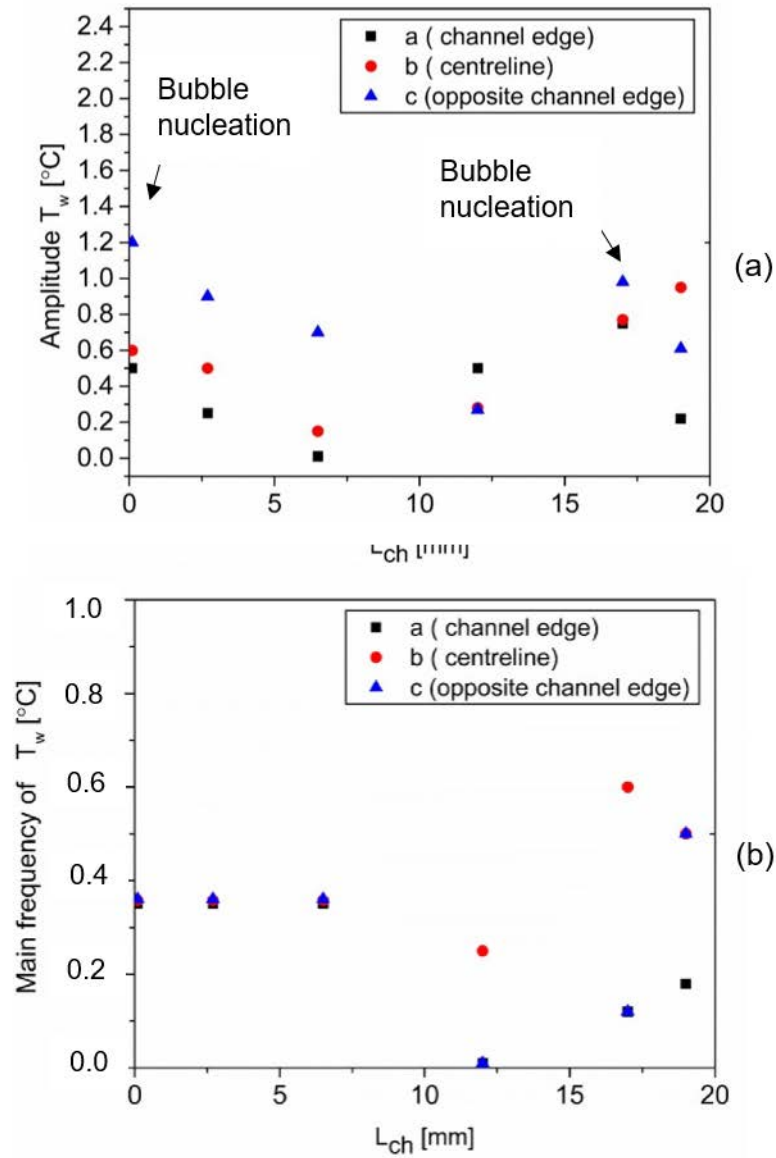 2.4
2.2
2.0
1.8
1.6
1.4
1.2
1.0
0.8
0.6
0.4
0.2
0.0
Amplitude T_w [°C]
a ( channel edge)
b ( centreline)
c (opposite channel edge)
Bubble
nucleation
Bubble
nucleation
(a)
0 5 10 15 20
L_ch [mm]
1.0
0.8
0.6
0.4
0.2
0.0
Main frequency of T_w [°C]
a ( channel edge)
b ( centreline)
c (opposite channel edge)
(b)
0 5 10 15 20
L_ch [mm]